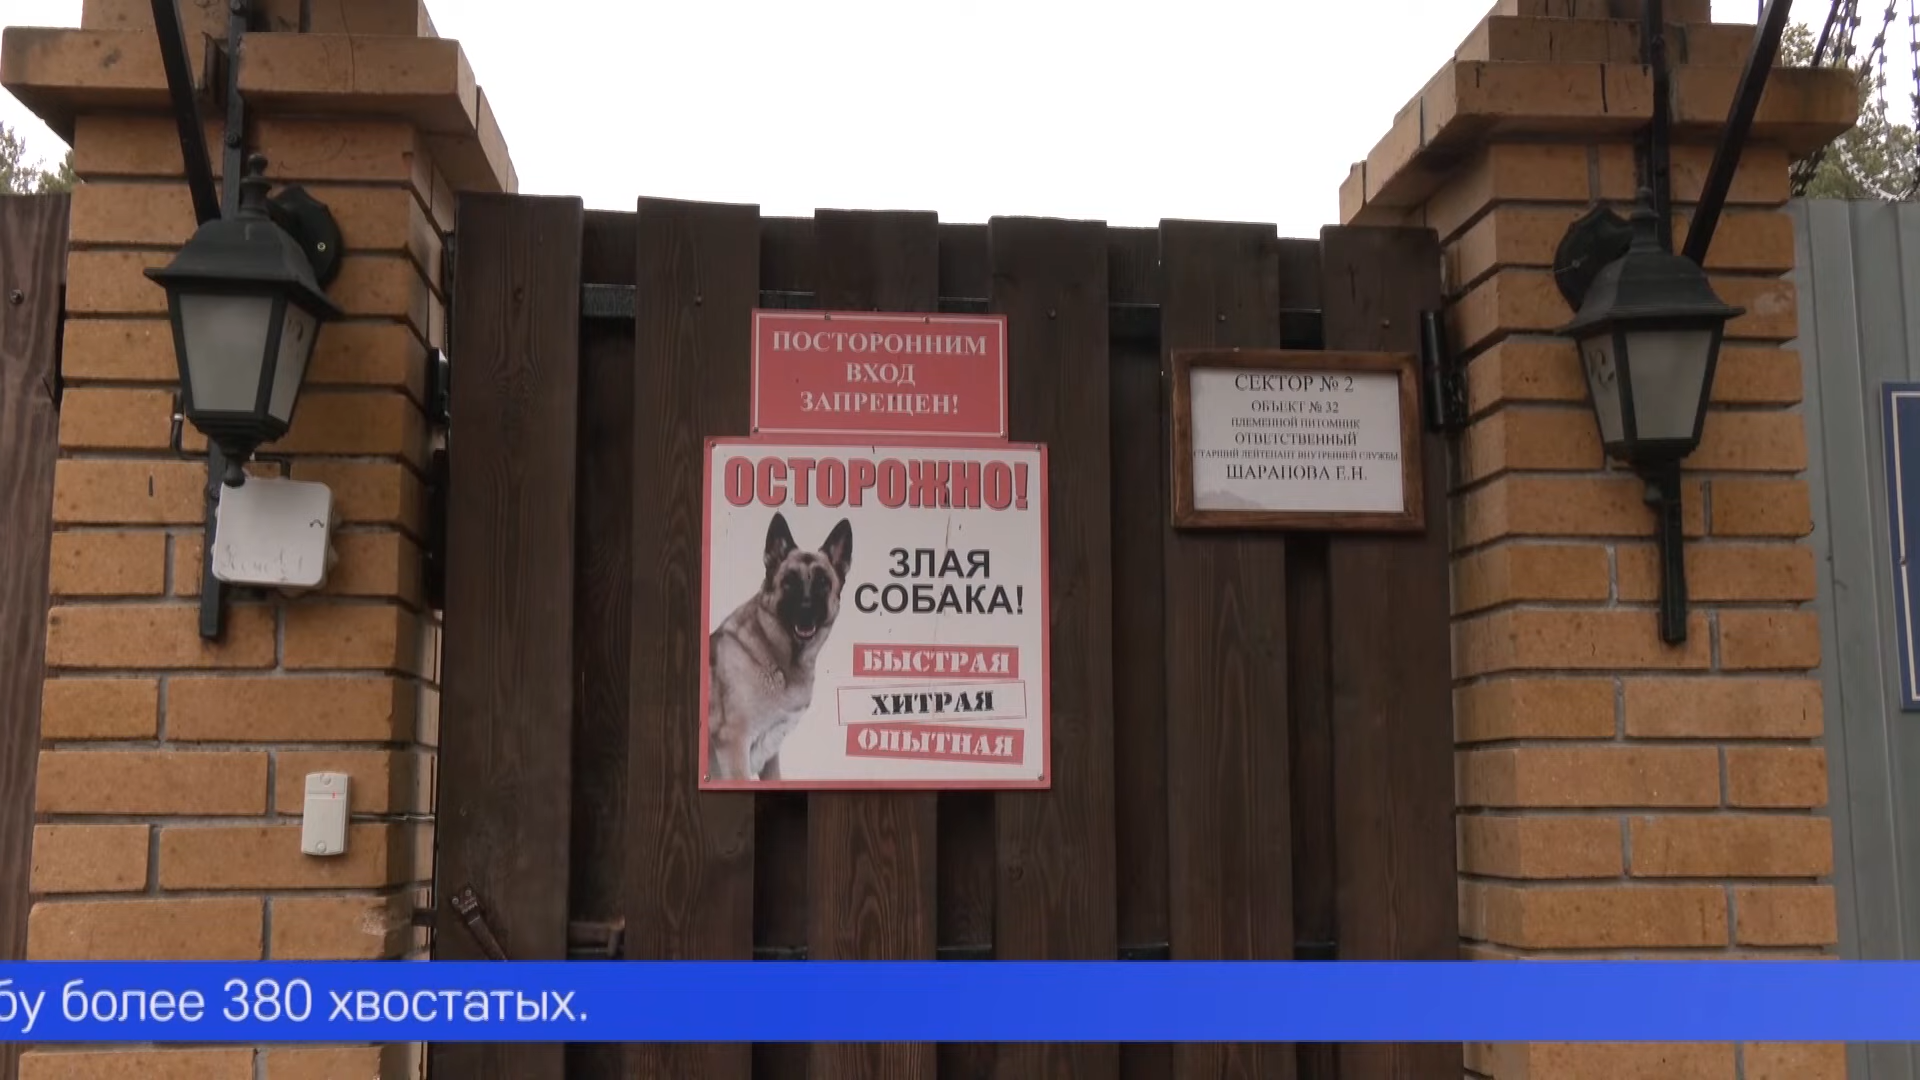 ПОСТОРОННИМ
ВХОД
ЗАПРЕЩЕН!
ОСТОРОЖНО!
ЗЛАЯ
СОБАКА!
БЫСТРАЯ
ХИТРАЯ
ОПЫТНАЯ
СЕКТОР № 2
ОБЪЕКТ № 32
ПЛЕМЕННОЙ ПИТОМНИК
ОТВЕТСТВЕННЫЙ
СТАРШИЙ ЛЕЙТЕНАНТ ВНУТРЕННЕЙ СЛУЖБЫ
ШАРАПОВА Е.Н.
бу более 380 хвостатых.